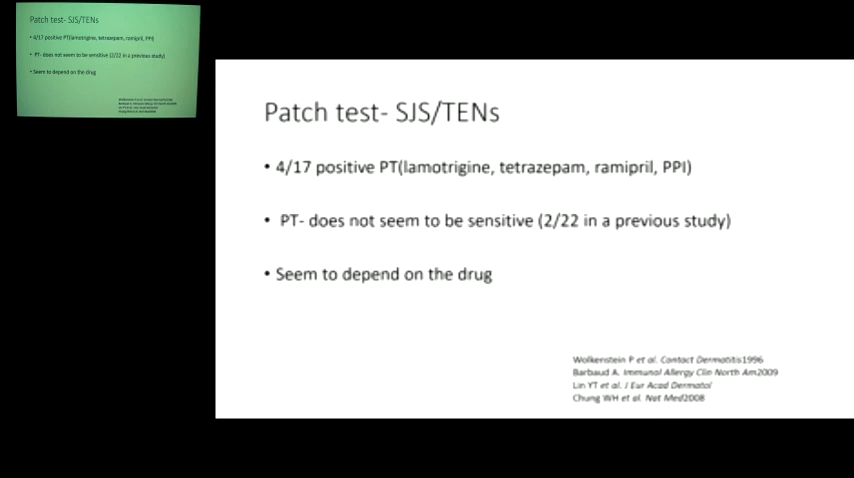 Patch test- SJS/TENs
• 4/17 positive PT(lamotrigine, tetrazepam, ramipril, PPI)
• PT- does not seem to be sensitive (2/22 in a previous study)
• Seem to depend on the drug
Patch test- SJS/TENs
• 4/17 positive PT(lamotrigine, tetrazepam, ramipril, PPI)
• PT- does not seem to be sensitive (2/22 in a previous study)
• Seem to depend on the drug
Wolkenstein P et al. Contact Dermatitis1996
Barbaud A. Immunol Allergy Clin North Am2009
Lin YT et al. J Eur Acad Dermatol
Chung WH et al. Nat Med2008